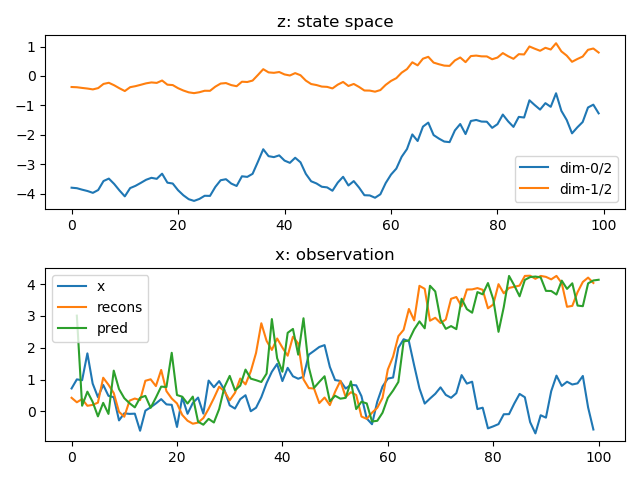 z: state space
1
0
−1
−2
−3
−4
dim-0/2
dim-1/2
0 20 40 60 80 100
x: observation
4
3
2
1
0
x
recons
pred
0 20 40 60 80 100